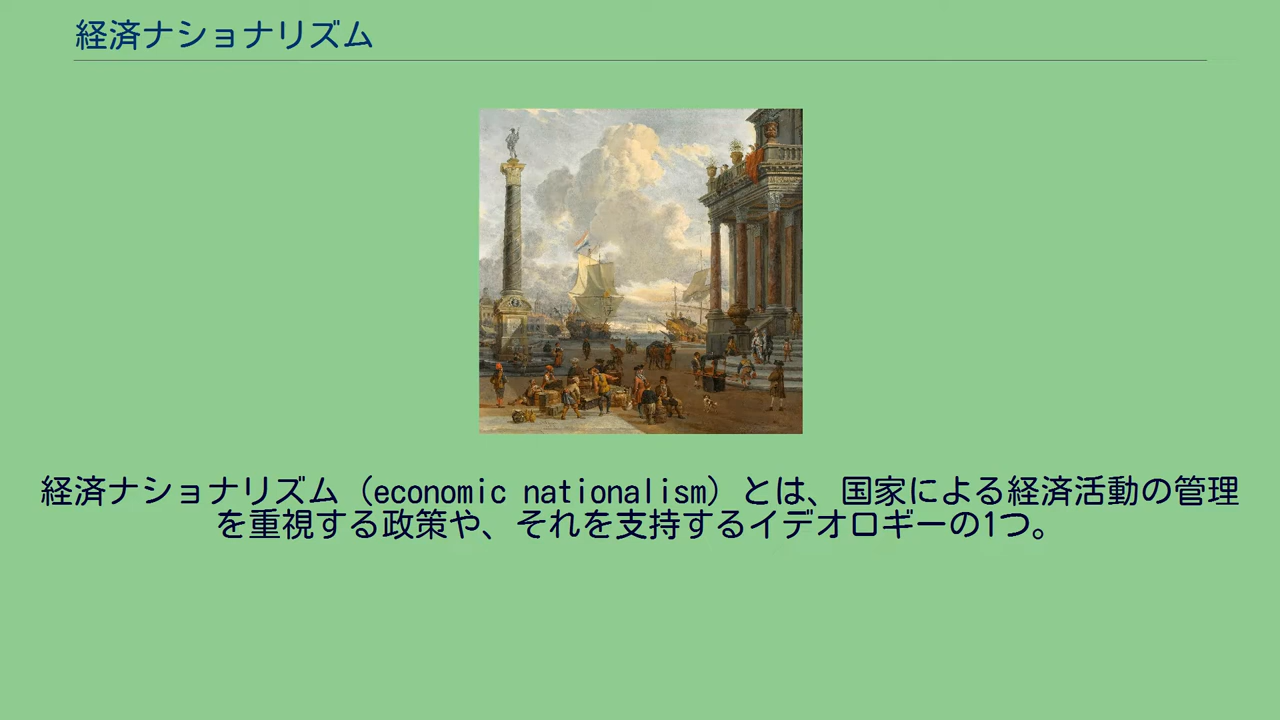 経済ナショナリズム
経済ナショナリズム（economic nationalism）とは、国家による経済活動の管理
を重視する政策や、それを支持するイデオロギーの1つ。